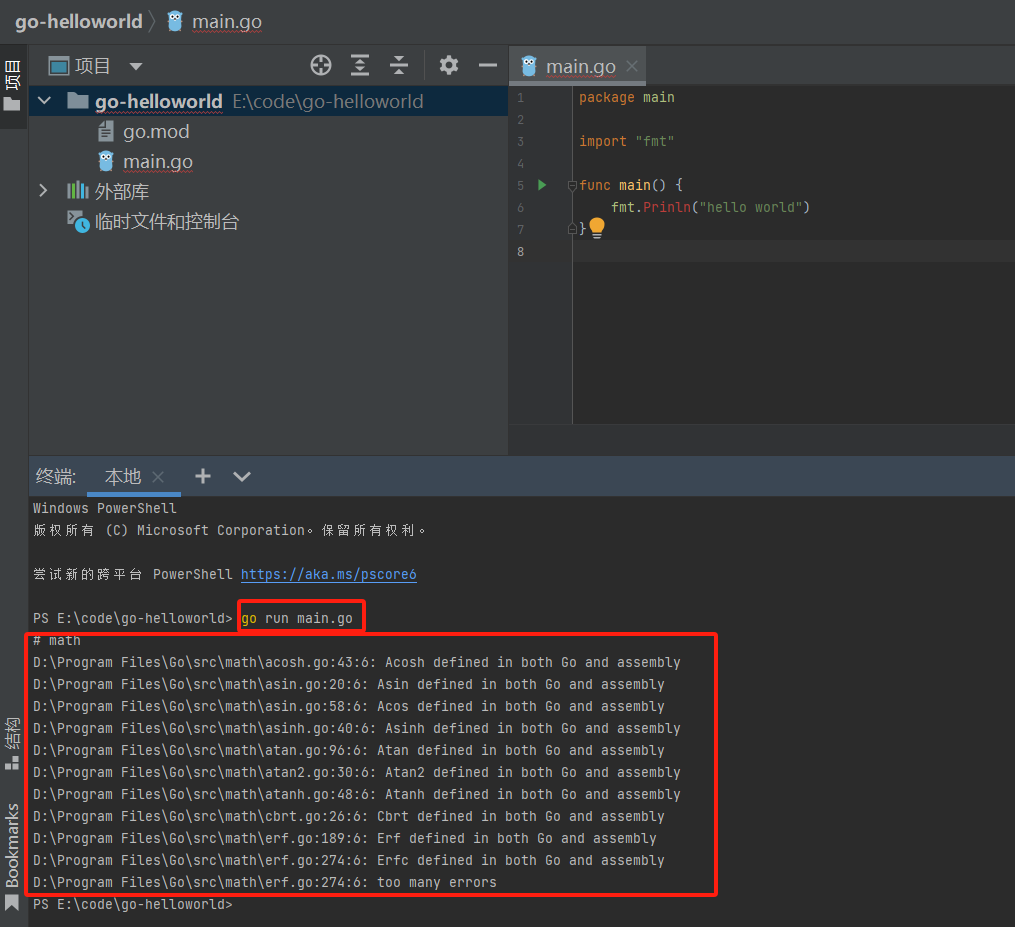 go-helloworld main.go
项目
项目
main.go
go-helloworld E:\code\go-helloworld
go.mod
main.go
外部库
临时文件和控制台
1 package main
2
3 import "fmt"
4
5 func main() {
6 fmt.Prinln("hello world")
7 }
8
终端: 本地
Windows PowerShell
版权所有 (C) Microsoft Corporation。保留所有权利。
尝试新的跨平台 PowerShell https://aka.ms/pscore6
PS E:\code\go-helloworld> go run main.go
# math
D:\Program Files\Go\src\math\acosh.go:43:6: Acosh defined in both Go and assembly
D:\Program Files\Go\src\math\asin.go:20:6: Asin defined in both Go and assembly
D:\Program Files\Go\src\math\asin.go:58:6: Acos defined in both Go and assembly
D:\Program Files\Go\src\math\asinh.go:40:6: Asinh defined in both Go and assembly
D:\Program Files\Go\src\math\atan.go:96:6: Atan defined in both Go and assembly
D:\Program Files\Go\src\math\atan2.go:30:6: Atan2 defined in both Go and assembly
D:\Program Files\Go\src\math\atanh.go:48:6: Atanh defined in both Go and assembly
D:\Program Files\Go\src\math\cbrt.go:26:6: Cbrt defined in both Go and assembly
D:\Program Files\Go\src\math\erf.go:189:6: Erf defined in both Go and assembly
D:\Program Files\Go\src\math\erf.go:274:6: Erfc defined in both Go and assembly
D:\Program Files\Go\src\math\erf.go:274:6: too many errors
PS E:\code\go-helloworld>
结构
Bookmarks